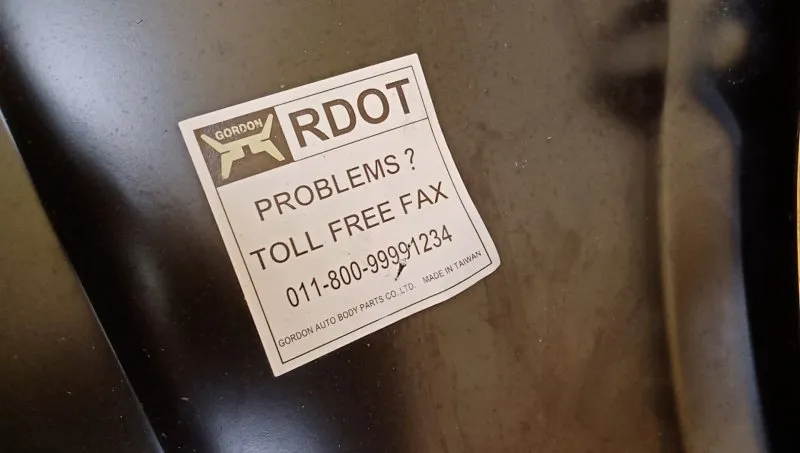 GORDON
RDOT
PROBLEMS ?
TOLL FREE FAX
011-800-99991234
GORDON AUTO BODY PARTS CO. LTD. MADE IN TAIWAN